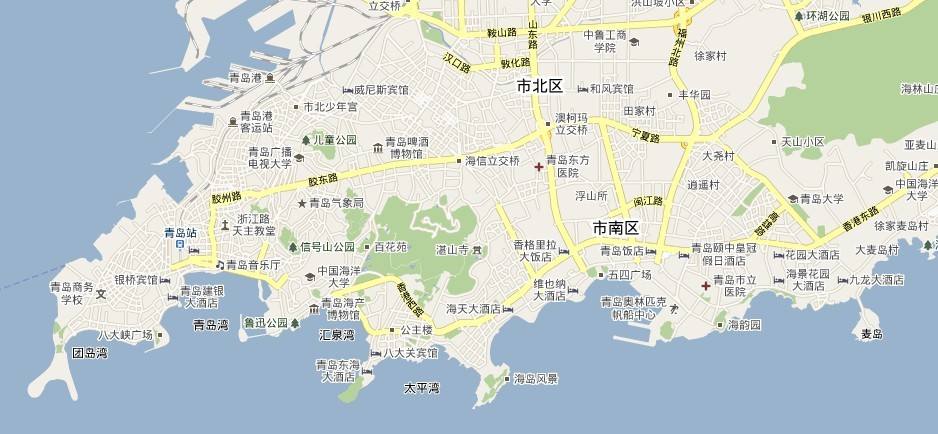 立交桥
大学
洪山坡小区
环湖公园
银川西路
鞍山路
山东路
中鲁工商
学院
福州北路
徐家村
汉口路
敦化路
青岛港
威尼斯宾馆
市北区
和风宾馆
丰华园
海林山庄
市北少年宫
田家村
青岛港
客运站
澳柯玛
立交桥
宁夏路
儿童公园
青岛啤酒
博物馆
天山小区
亚麦山
青岛广播
电视大学
海信立交桥
青岛东方
医院
大尧村
凯旋山庄
胶东路
逍遥村
中国海洋
大学
胶州路
浮山所
闽江路
青岛大学
青岛气象局
香港东路
浙江路
天主教堂
市南区
徐家麦岛村
青岛站
信号山公园
百花苑
湛山寺
香格里拉
大饭店
青岛饭店
青岛颐中皇冠
假日酒店
大麦岛村
花园大酒店
青岛音乐厅
五四广场
银桥宾馆
中国海洋
大学
香港西路
维也纳
大酒店
青岛市立
医院
海景花园
大酒店
九龙大酒店
青岛商务
学校
青岛建银
大酒店
青岛海产
博物馆
海天大酒店
青岛奥林匹克
帆船中心
八大峡广场
青岛湾
鲁迅公园
汇泉湾
公主楼
海韵园
麦岛
团岛湾
八大关宾馆
青岛东海
大酒店
太平湾
海岛风景